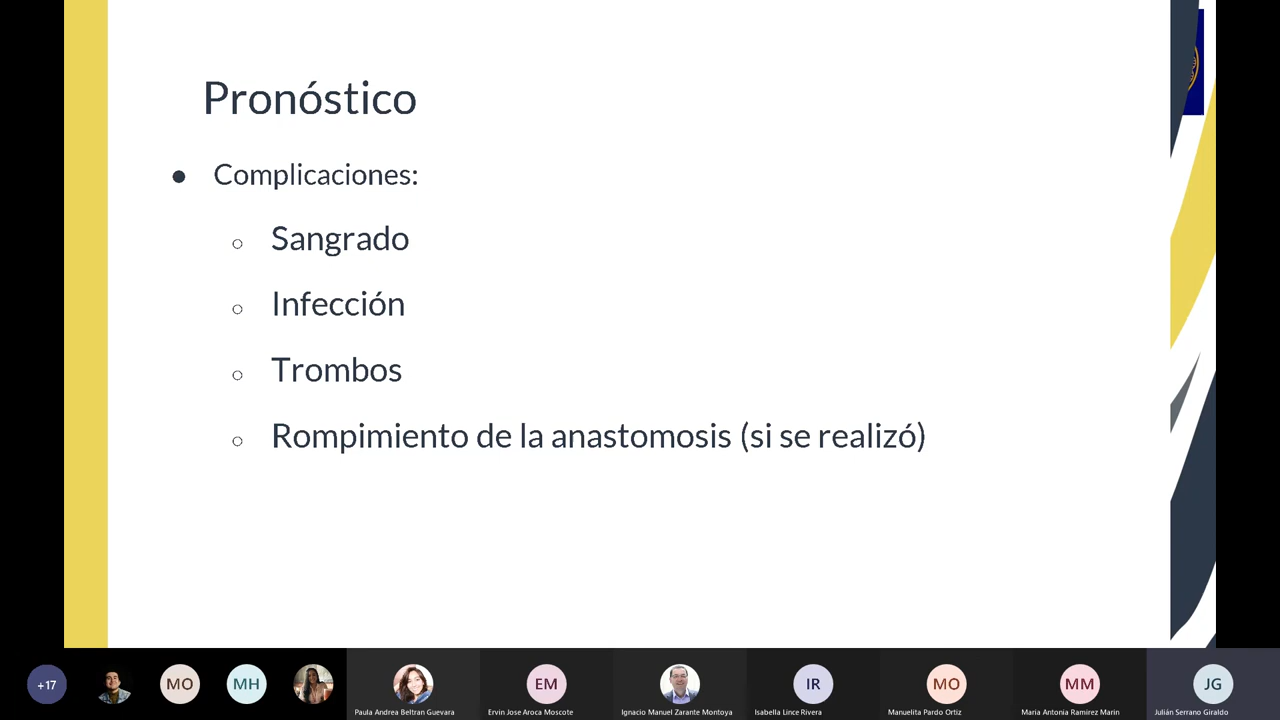 Pronóstico
Complicaciones:
Sangrado
Infección
Trombos
Rompimiento de la anastomosis (si se realizó)
+17
MO
MH
Paula Andrea Beltran Guevara
EM
Ervin Jose Aroca Moscote
Ignacio Manuel Zarante Montoya
IR
Isabella Lince Rivera
MO
Manuelita Pardo Ortiz
MM
Maria Antonia Ramirez Marin
JG
Julián Serrano Giraldo